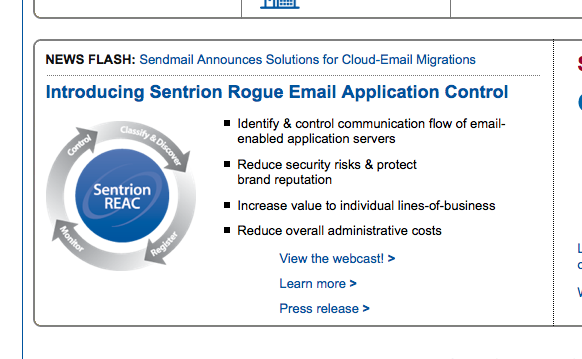 NEWS FLASH: Sendmail Announces Solutions for Cloud-Email Migrations
Introducing Sentrion Rogue Email Application Control
Control
Classify & Discover
Sentrion
REAC
Monitor
Register
Identify & control communication flow of email-
enabled application servers
Reduce security risks & protect
brand reputation
Increase value to individual lines-of-business
Reduce overall administrative costs
View the webcast! >
Learn more >
Press release >